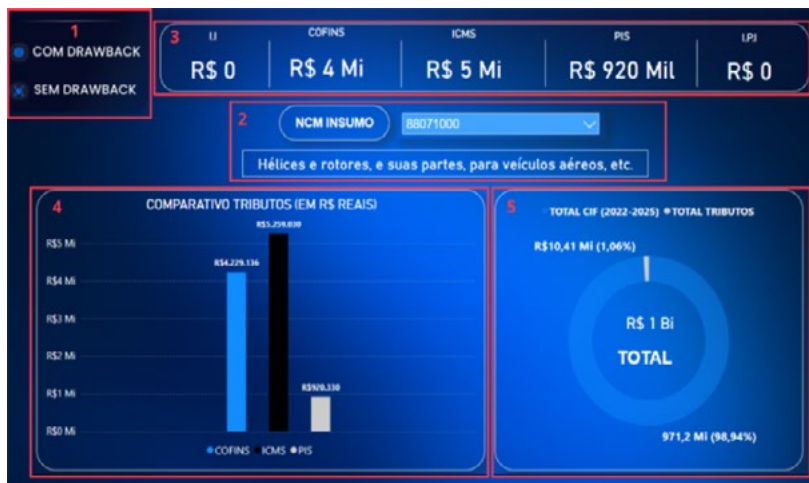 1
COM DRAWBACK
SEM DRAWBACK
3
I.I
COFINS
ICMS
PIS
I.P.I
R$ 0
R$ 4 Mi
R$ 5 Mi
R$ 920 Mil
R$ 0
2
NCM INSUMO
88071000
Hélices e rotores, e suas partes, para veículos aéreos, etc.
4
COMPARATIVO TRIBUTOS (EM R$ REAIS)
R$5 Mi
R$4 Mi
R$3 Mi
R$2 Mi
R$1 Mi
R$0 Mi
R$4.229.136
R$5.259.030
R$920.330
COFINS ICMS PIS
5
TOTAL CIF (2022-2025) TOTAL TRIBUTOS
R$10,41 Mi (1,06%)
R$ 1 Bi
TOTAL
971,2 Mi (98,94%)